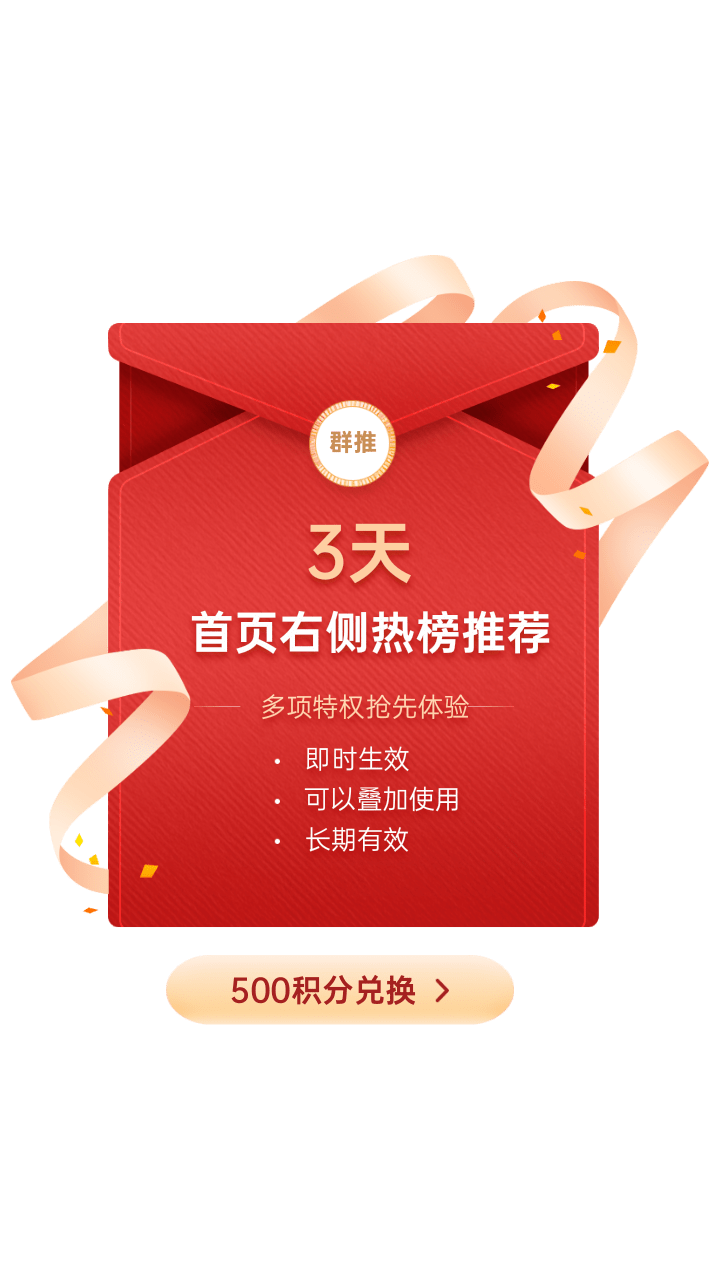 群推
3天
首页右侧热榜推荐
多项特权抢先体验
• 即时生效
• 可以叠加使用
• 长期有效
500积分兑换 >